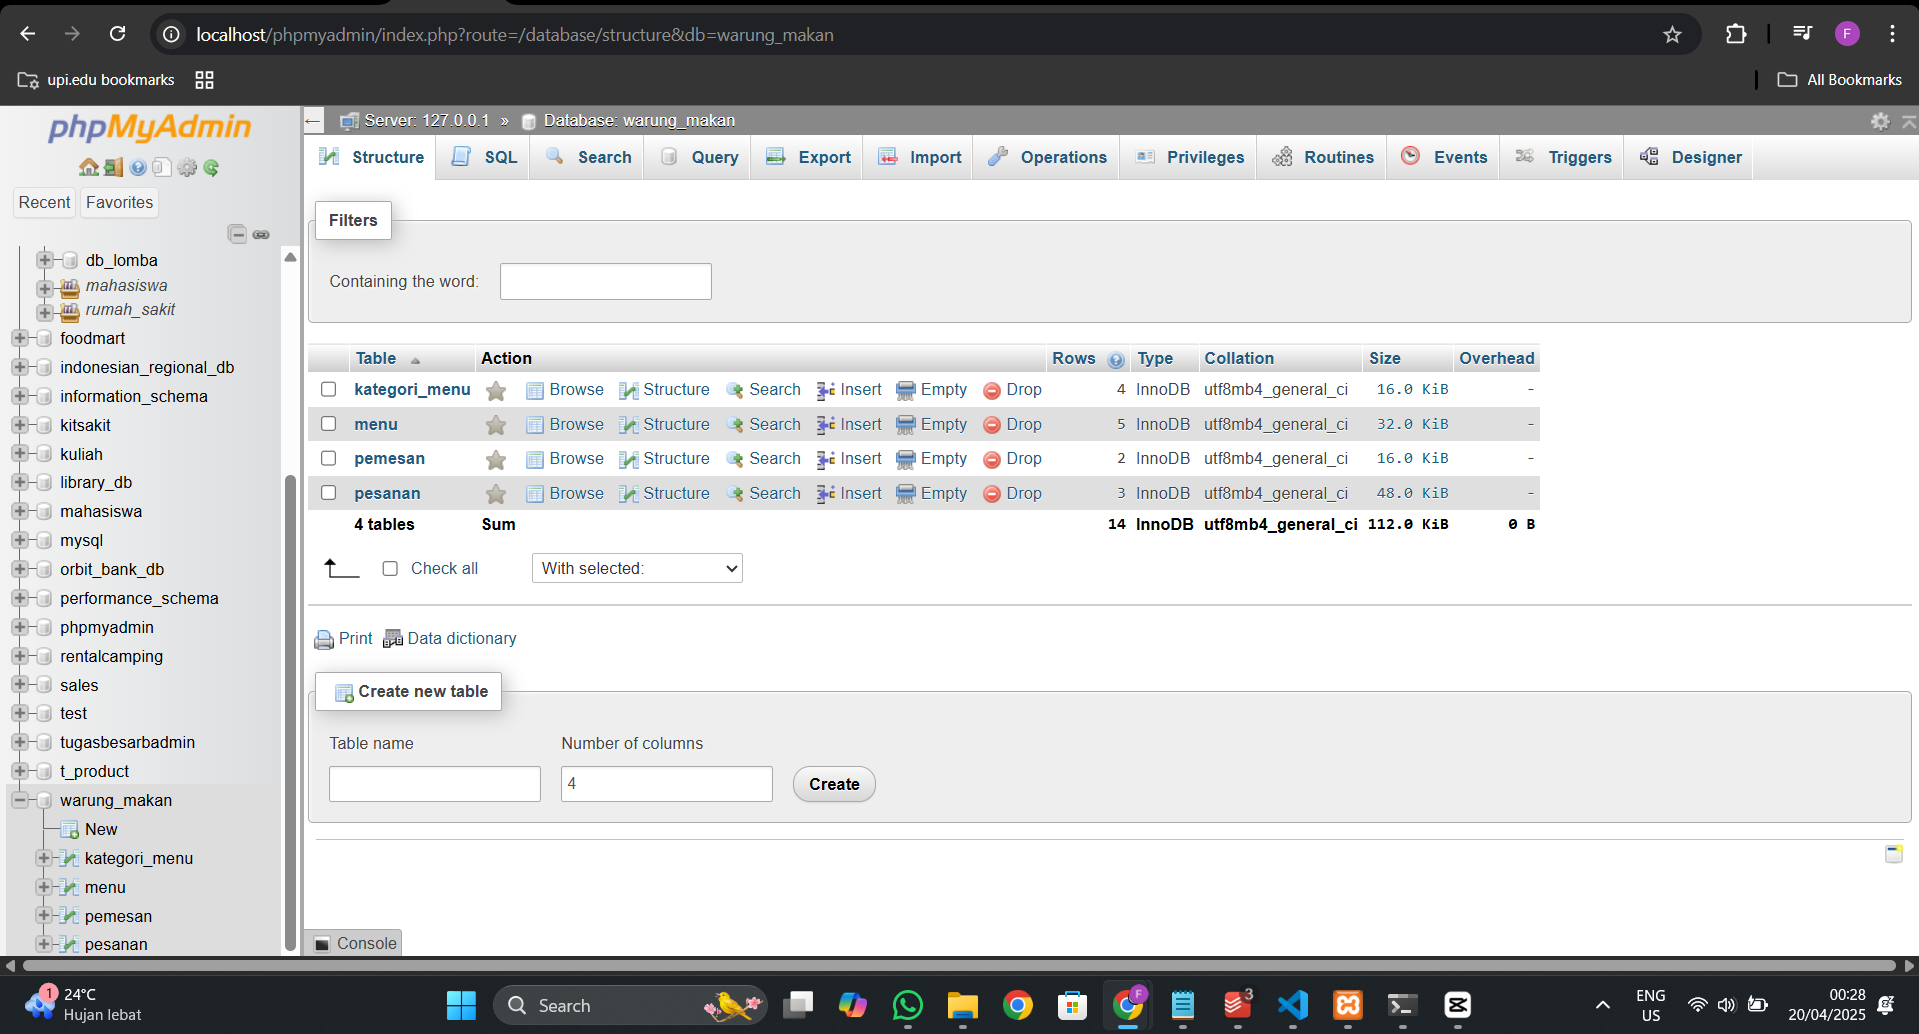 localhost/phpmyadmin/index.php?route=/database/structure&db=warung_makan
F
upi.edu bookmarks
All Bookmarks
phpMyAdmin
Server: 127.0.0.1 » Database: warung_makan
Structure SQL Search Query Export Import Operations Privileges Routines Events Triggers Designer
Recent Favorites
db_lomba
mahasiswa
rumah_sakit
foodmart
indonesian_regional_db
information_schema
kitsakit
kuliah
library_db
mahasiswa
mysql
orbit_bank_db
performance_schema
phpmyadmin
rentalcamping
sales
test
tugasbesarbadmin
t_product
warung_makan
New
kategori_menu
menu
pemesan
pesanan
Filters
Containing the word:
Table Action Rows Type Collation Size Overhead
kategori_menu Browse Structure Search Insert Empty Drop 4 InnoDB utf8mb4_general_ci 16.0 KiB -
menu Browse Structure Search Insert Empty Drop 5 InnoDB utf8mb4_general_ci 32.0 KiB -
pemesan Browse Structure Search Insert Empty Drop 2 InnoDB utf8mb4_general_ci 16.0 KiB -
pesanan Browse Structure Search Insert Empty Drop 3 InnoDB utf8mb4_general_ci 48.0 KiB -
4 tables Sum 14 InnoDB utf8mb4_general_ci 112.0 KiB 0 B
Check all With selected:
Print Data dictionary
Create new table
Table name Number of columns
4 Create
Console
1
24°C
Hujan lebat
Search
F
3
ENG
US
00:28
20/04/2025